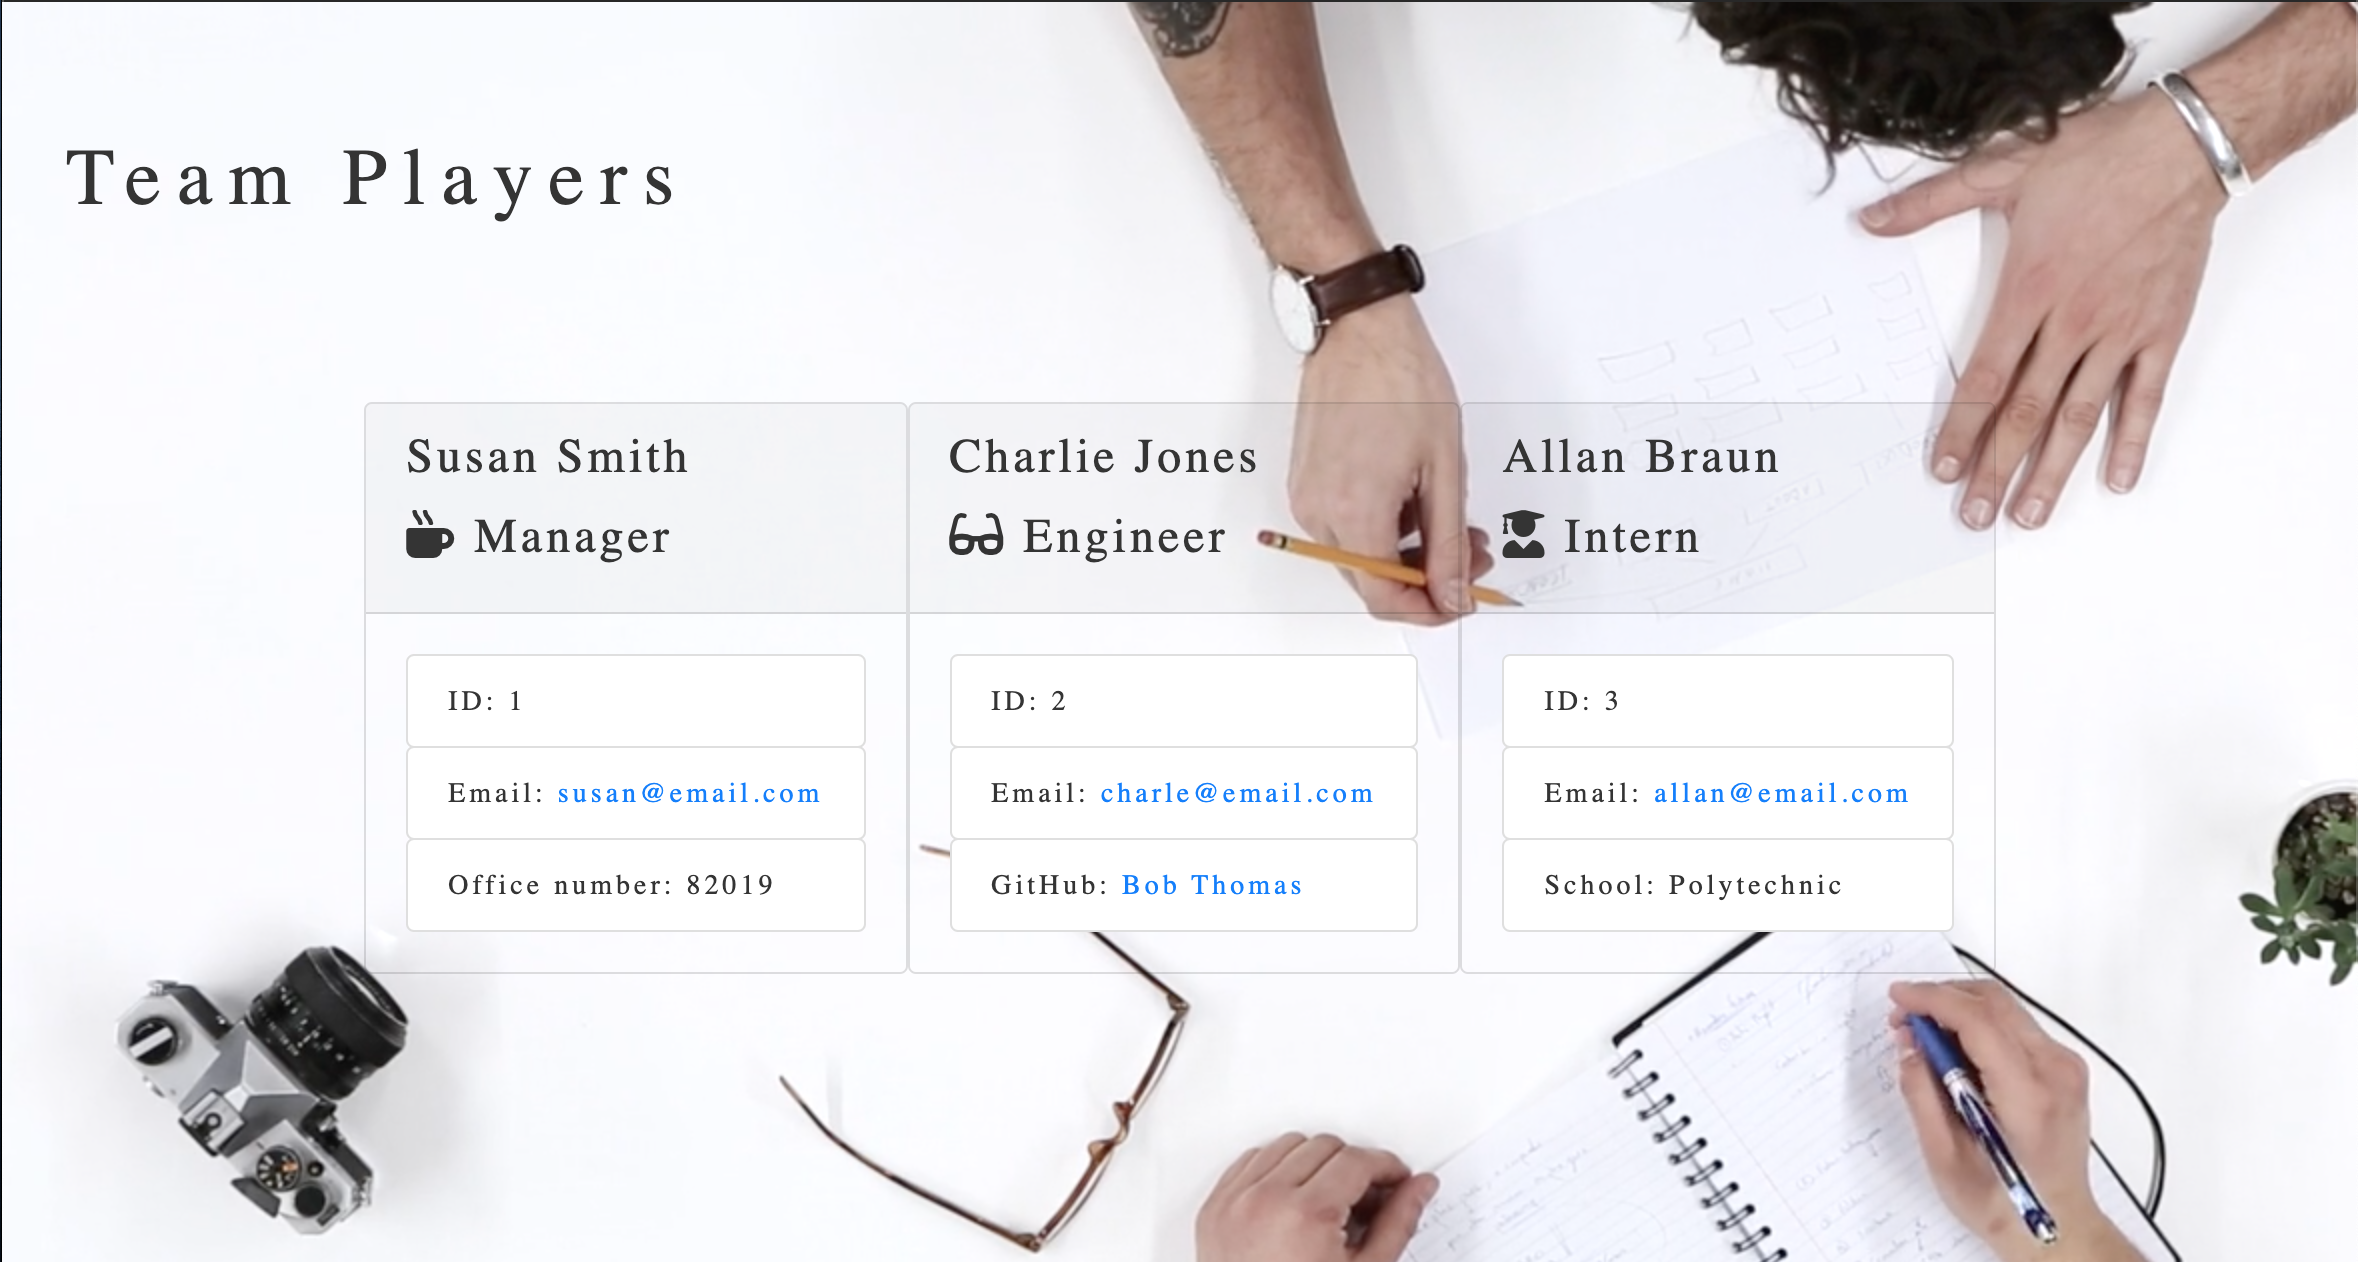 Team Players
Susan Smith
Manager
ID: 1
Email: susan@email.com
Office number: 82019
Charlie Jones
Engineer
ID: 2
Email: charle@email.com
GitHub: Bob Thomas
Allan Braun
Intern
ID: 3
Email: allan@email.com
School: Polytechnic